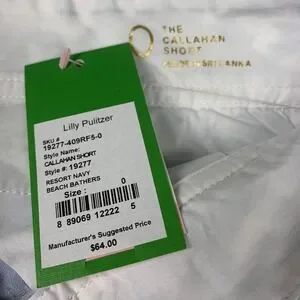 0
THE
CALLAHAN
SHORT
Lilly Pulitzer
SKU #
19277-409RF5-0
Style Name:
CALLAHAN SHORT
Style #: 19277
RESORT NAVY
BEACH BATHERS
Size : 0
8 89069 12222 5
Manufacturer's Suggested Price
$64.00